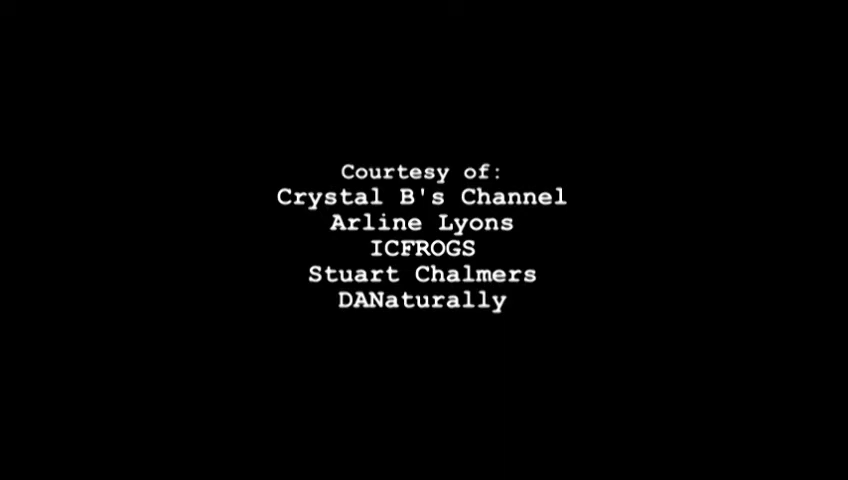 Courtesy of:
Crystal B's Channel
Arline Lyons
ICFROGS
Stuart Chalmers
DANaturally